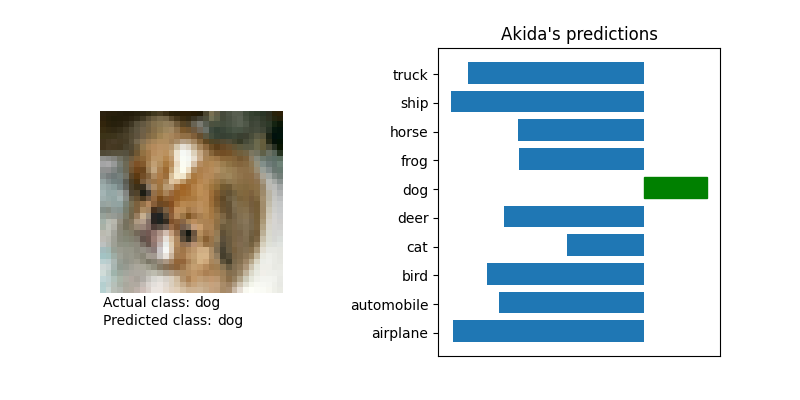 Akida's predictions
truck
ship
horse
frog
dog
deer
cat
bird
automobile
airplane
Actual class: dog
Predicted class: dog